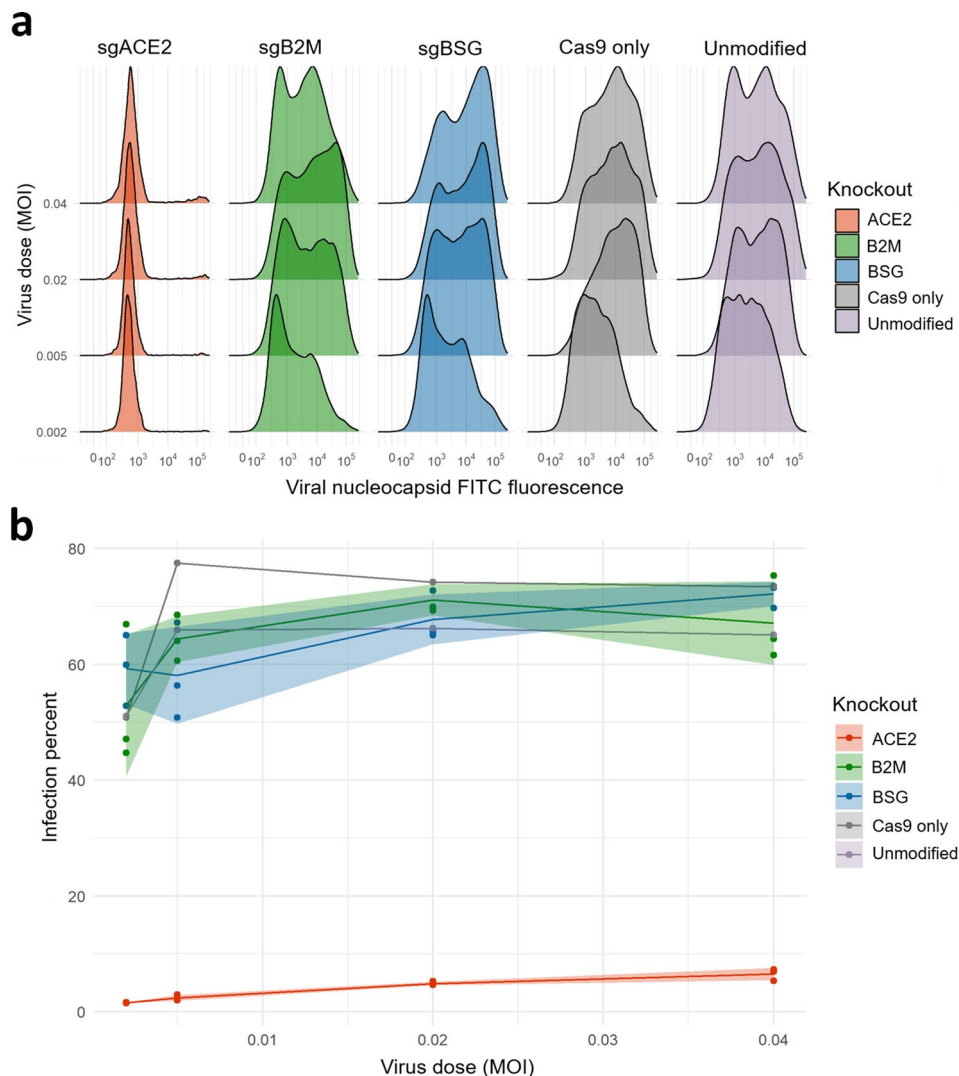 a
sgACE2 sgB2M sgBSG Cas9 only Unmodified
Virus dose (MOI)
0.04
0.02
0.005
0.002
0 10² 10³ 10⁴ 10⁵ 0 10² 10³ 10⁴ 10⁵ 0 10² 10³ 10⁴ 10⁵ 0 10² 10³ 10⁴ 10⁵ 0 10² 10³ 10⁴ 10⁵
Viral nucleocapsid FITC fluorescence
Knockout
ACE2
B2M
BSG
Cas9 only
Unmodified
b
Infection percent
80
60
40
20
0
0.01 0.02 0.03 0.04
Virus dose (MOI)
Knockout
ACE2
B2M
BSG
Cas9 only
Unmodified